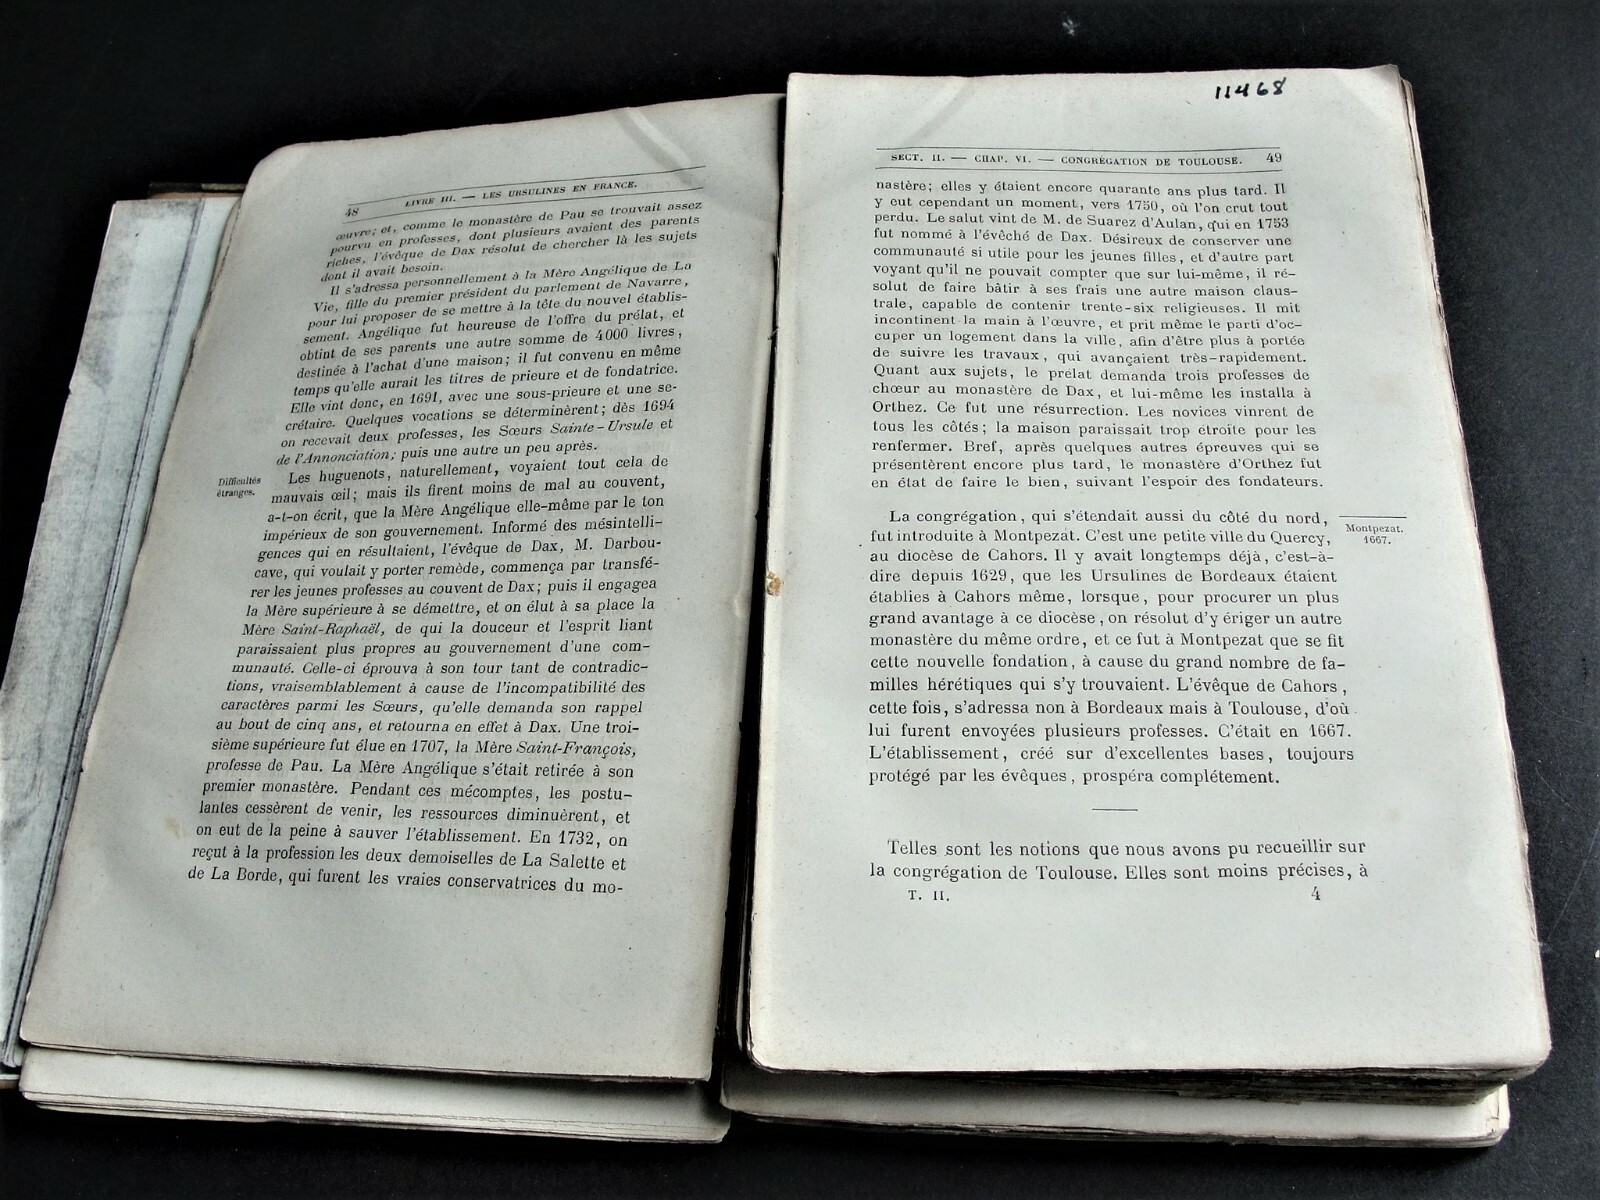 48 LIVRE III. — LES URSULINES EN FRANCE.
œuvre; et, comme le monastère de Pau se trouvait assez
pourvu en professes, dont plusieurs avaient des parents
riches, l'évêque de Dax résolut de chercher là les sujets
dont il avait besoin.
Il s'adressa personnellement à la Mère Angélique de La
Vie, fille du premier président du parlement de Navarre,
pour lui proposer de se mettre à la tête du nouvel établis-
sement. Angélique fut heureuse de l'offre du prélat, et
obtint de ses parents une autre somme de 4000 livres,
destinée à l'achat d'une maison; il fut convenu en même
temps qu'elle aurait les titres de prieure et de fondatrice.
Elle vint donc, en 1691, avec une sous-prieure et une se-
crétaire. Quelques vocations se déterminèrent; dès 1694
on recevait deux professes, les Sœurs Sainte-Ursule et
de l'Annonciation; puis une autre un peu après.
Difficultés
étranges.
Les huguenots, naturellement, voyaient tout cela de
mauvais œil; mais ils firent moins de mal au couvent,
a-t-on écrit, que la Mère Angélique elle-même par le ton
impérieux de son gouvernement. Informé des mésintelli-
gences qui en résultaient, l'évêque de Dax, M. Darbou-
cave, qui voulait y porter remède, commença par transfé-
rer les jeunes professes au couvent de Dax; puis il engagea
la Mère supérieure à se démettre, et on élut à sa place la
Mère Saint-Raphaël, de qui la douceur et l'esprit liant
paraissaient plus propres au gouvernement d'une com-
munauté. Celle-ci éprouva à son tour tant de contradic-
tions, vraisemblablement à cause de l'incompatibilité des
caractères parmi les Sœurs, qu'elle demanda son rappel
au bout de cinq ans, et retourna en effet à Dax. Une troi-
sième supérieure fut élue en 1707, la Mère Saint-François,
professe de Pau. La Mère Angélique s'était retirée à son
premier monastère. Pendant ces mécomptes, les postu-
lantes cessèrent de venir, les ressources diminuèrent, et
on eut de la peine à sauver l'établissement. En 1732, on
reçut à la profession les deux demoiselles de La Salette et
de La Borde, qui furent les vraies conservatrices du mo-
11468
SECT. II. — CHAP. VI. — CONGRÉGATION DE TOULOUSE. 49
nastère; elles y étaient encore quarante ans plus tard. Il
y eut cependant un moment, vers 1750, où l'on crut tout
perdu. Le salut vint de M. de Suarez d'Aulan, qui en 1753
fut nommé à l'évêché de Dax. Désireux de conserver une
communauté si utile pour les jeunes filles, et d'autre part
voyant qu'il ne pouvait compter que sur lui-même, il ré-
solut de faire bâtir à ses frais une autre maison claus-
trale, capable de contenir trente-six religieuses. Il mit
incontinent la main à l'œuvre, et prit même le parti d'oc-
cuper un logement dans la ville, afin d'être plus à portée
de suivre les travaux, qui avançaient très-rapidement.
Quant aux sujets, le prélat demanda trois professes de
chœur au monastère de Dax, et lui-même les installa à
Orthez. Ce fut une résurrection. Les novices vinrent de
tous les côtés; la maison paraissait trop étroite pour les
renfermer. Bref, après quelques autres épreuves qui se
présentèrent encore plus tard, le monastère d'Orthez fut
en état de faire le bien, suivant l'espoir des fondateurs.
La congrégation, qui s'étendait aussi du côté du nord,
fut introduite à Montpezat. C'est une petite ville du Quercy,
Montpezat.
1667.
au diocèse de Cahors. Il y avait longtemps déjà, c'est-à-
dire depuis 1629, que les Ursulines de Bordeaux étaient
établies à Cahors même, lorsque, pour procurer un plus
grand avantage à ce diocèse, on résolut d'y ériger un autre
monastère du même ordre, et ce fut à Montpezat que se fit
cette nouvelle fondation, à cause du grand nombre de fa-
milles hérétiques qui s'y trouvaient. L'évêque de Cahors,
cette fois, s'adressa non à Bordeaux mais à Toulouse, d'où
lui furent envoyées plusieurs professes. C'était en 1667.
L'établissement, créé sur d'excellentes bases, toujours
protégé par les évêques, prospéra complétement.
Telles sont les notions que nous avons pu recueillir sur
la congrégation de Toulouse. Elles sont moins précises, à
T. II. 4